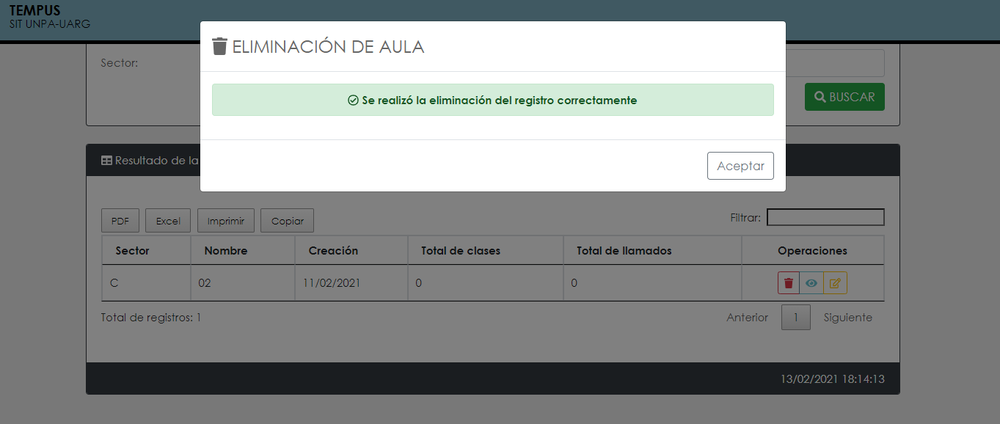 TEMPUS
SIT UNPA-UARG
ELIMINACIÓN DE AULA
Sector:
Se realizó la eliminación del registro correctamente
BUSCAR
Resultado de la
Aceptar
PDF Excel Imprimir Copiar Filtrar:
Sector Nombre Creación Total de clases Total de llamados Operaciones
C 02 11/02/2021 0 0
Total de registros: 1 Anterior 1 Siguiente
13/02/2021 18:14:13